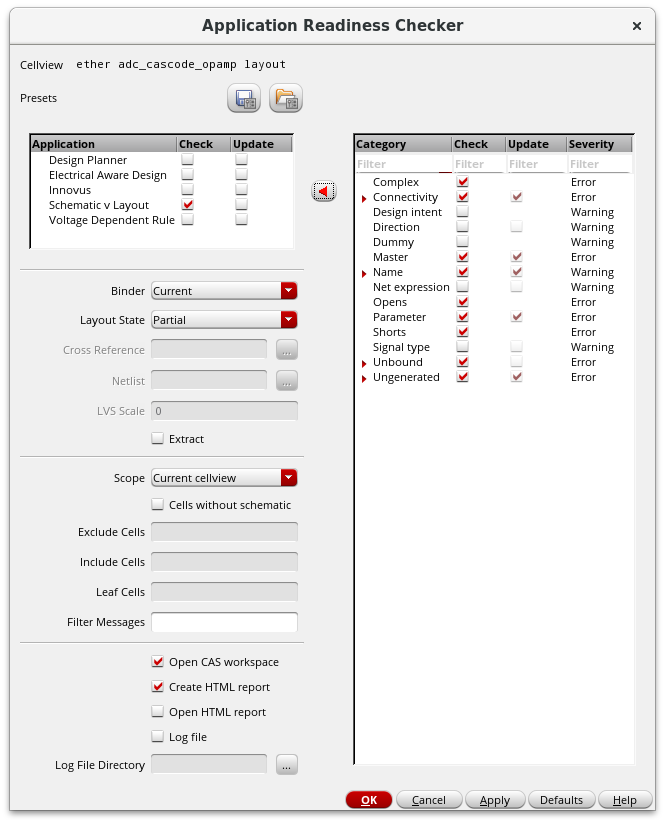 Application Readiness Checker
Cellview ether adc_cascode_opamp layout
Presets
Application Check Update
Design Planner
Electrical Aware Design
Innovus
Schematic v Layout
Voltage Dependent Rule
Binder Current
Layout State Partial
Cross Reference ...
Netlist ...
LVS Scale 0
Extract
Scope Current cellview
Cells without schematic
Exclude Cells
Include Cells
Leaf Cells
Filter Messages
Open CAS workspace
Create HTML report
Open HTML report
Log file
Log File Directory ...
Category Check Update Severity
Filter Filter Filter Filter
Complex Error
Connectivity Error
Design intent Warning
Direction Warning
Dummy Warning
Master Error
Name Warning
Net expression Warning
Opens Error
Parameter Error
Shorts Error
Signal type Warning
Unbound Error
Ungenerated Error
OK Cancel Apply Defaults Help